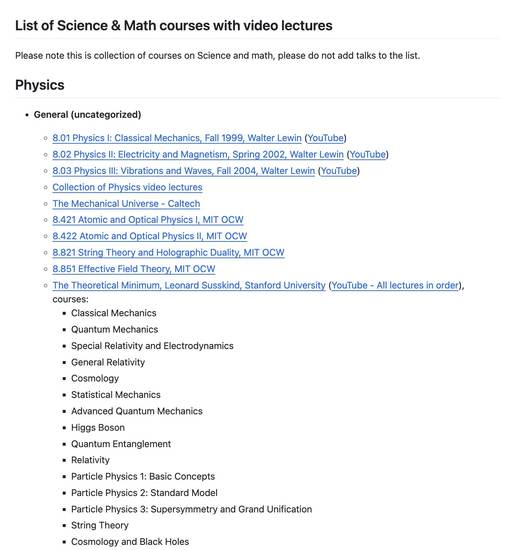 List of Science & Math courses with video lectures
Please note this is collection of courses on Science and math, please do not add talks to the list.
Physics
• General (uncategorized)
◦ 8.01 Physics I: Classical Mechanics, Fall 1999, Walter Lewin (YouTube)
◦ 8.02 Physics II: Electricity and Magnetism, Spring 2002, Walter Lewin (YouTube)
◦ 8.03 Physics III: Vibrations and Waves, Fall 2004, Walter Lewin (YouTube)
◦ Collection of Physics video lectures
◦ The Mechanical Universe - Caltech
◦ 8.421 Atomic and Optical Physics I, MIT OCW
◦ 8.422 Atomic and Optical Physics II, MIT OCW
◦ 8.821 String Theory and Holographic Duality, MIT OCW
◦ 8.851 Effective Field Theory, MIT OCW
◦ The Theoretical Minimum, Leonard Susskind, Stanford University (YouTube - All lectures in order),
courses:
▪ Classical Mechanics
▪ Quantum Mechanics
▪ Special Relativity and Electrodynamics
▪ General Relativity
▪ Cosmology
▪ Statistical Mechanics
▪ Advanced Quantum Mechanics
▪ Higgs Boson
▪ Quantum Entanglement
▪ Relativity
▪ Particle Physics 1: Basic Concepts
▪ Particle Physics 2: Standard Model
▪ Particle Physics 3: Supersymmetry and Grand Unification
▪ String Theory
▪ Cosmology and Black Holes